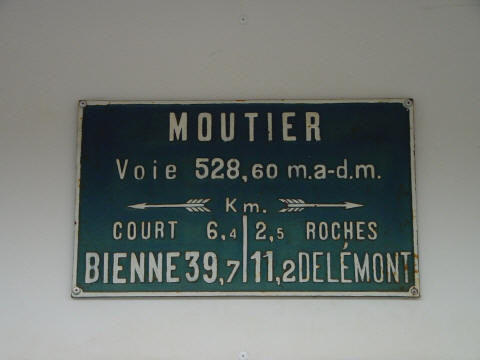 MOUTIER
Voie 528,60 m.a-d.m.
Km.
COURT 6,4 2,5 ROCHES
BIENNE 39,7 11,2 DELÉMONT